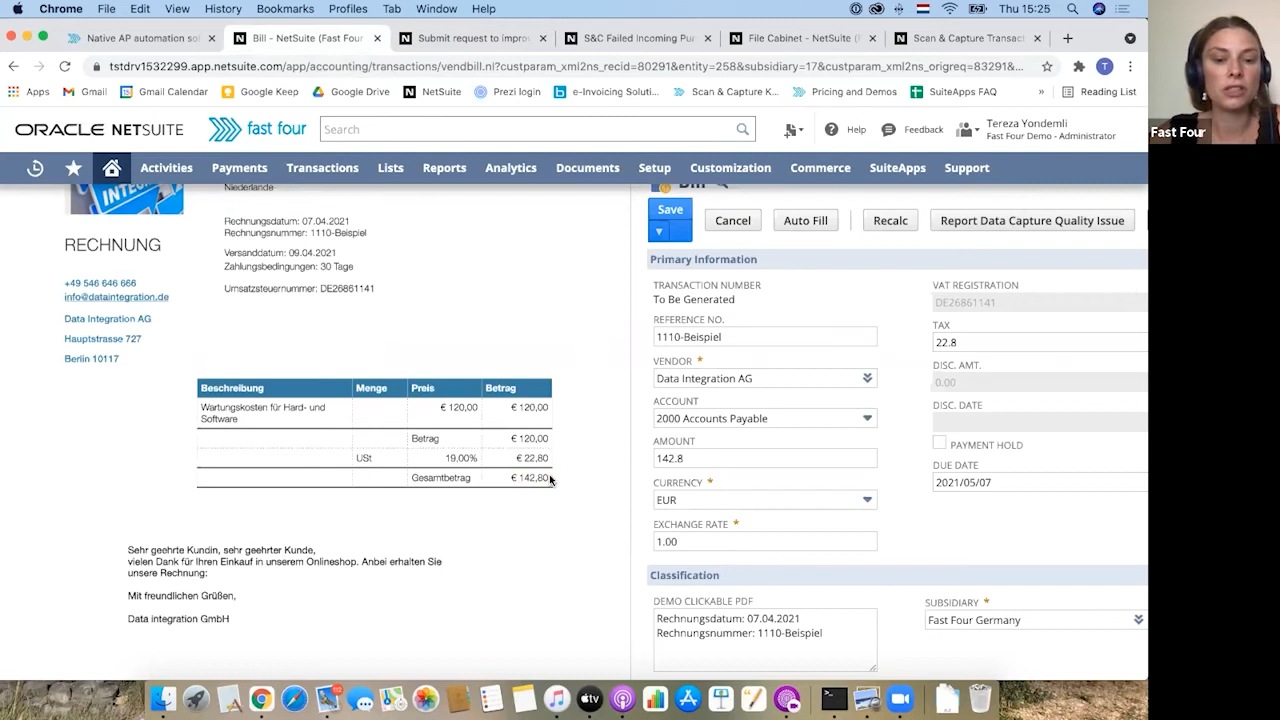 Chrome File Edit View History Bookmarks Profiles Tab Window Help Thu 15:25
Native AP automation sol
Bill - NetSuite (Fast Four
Submit request to improv
S&C Failed Incoming Pur
File Cabinet - NetSuite (F
Scan & Capture Transact
tstdrv1532299.app.netsuite.com/app/accounting/transactions/vendbill.nl?custparam_xml2ns_recid=80291&entity=258&subsidiary=17&custparam_xml2ns_origreq=83291&...
T
Apps Gmail Google Calendar Google Keep Google Drive NetSuite Prezi login e-Invoicing Soluti... Scan & Capture K... Pricing and Demos SuiteApps FAQ » Reading List
ORACLE NETSUITE fast four Search Help Feedback
Tereza Yondemli
Fast Four Demo - Administrator
Fast Four
Activities Payments Transactions Lists Reports Analytics Documents Setup Customization Commerce SuiteApps Support
INTEG
Niederlande
RECHNUNG
Rechnungsdatum: 07.04.2021
Rechnungsnummer: 1110-Beispiel
Versanddatum: 09.04.2021
Zahlungsbedingungen: 30 Tage
Umsatzsteuernummer: DE26861141
+49 546 646 666
info@dataintegration.de
Data Integration AG
Hauptstrasse 727
Berlin 10117
Beschreibung Menge Preis Betrag
Wartungskosten für Hard- und € 120,00 € 120,00
Software
Betrag € 120,00
USt 19,00% € 22,80
Gesamtbetrag € 142,80
Sehr geehrte Kundin, sehr geehrter Kunde,
vielen Dank für Ihren Einkauf in unserem Onlineshop. Anbei erhalten Sie
unsere Rechnung:
Mit freundlichen Grüßen,
Data integration GmbH
Bill
Save Cancel Auto Fill Recalc Report Data Capture Quality Issue
Primary Information
TRANSACTION NUMBER
To Be Generated
REFERENCE NO.
1110-Beispiel
VENDOR *
Data Integration AG
ACCOUNT
2000 Accounts Payable
AMOUNT
142.8
CURRENCY *
EUR
EXCHANGE RATE *
1.00
VAT REGISTRATION
DE26861141
TAX
22.8
DISC. AMT.
0.00
DISC. DATE
PAYMENT HOLD
DUE DATE
2021/05/07
Classification
DEMO CLICKABLE PDF
Rechnungsdatum: 07.04.2021
Rechnungsnummer: 1110-Beispiel
SUBSIDIARY *
Fast Four Germany
tv